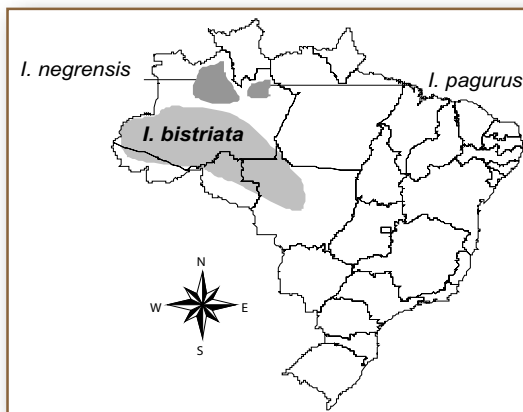 I. negrensis
I. pagurus
I. bistriata
N
W E
S